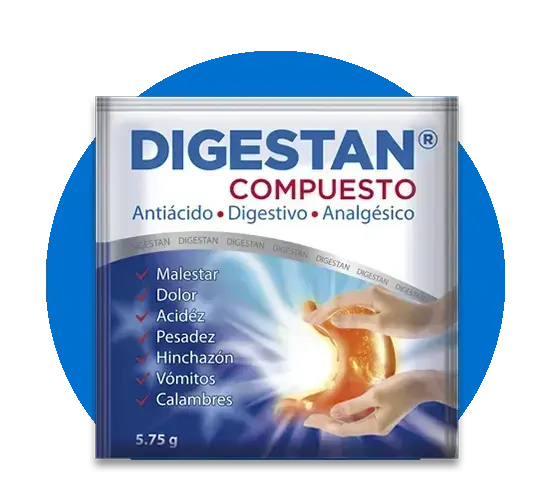 DIGESTAN®
COMPUESTO
Antiácido • Digestivo • Analgésico
DIGESTAN DIGESTAN DIGESTAN DIGESTAN DIGESTAN DIGESTAN DIGESTAN
Malestar
Dolor
Acidéz
Pesadez
Hinchazón
Vómitos
Calambres
5.75 g